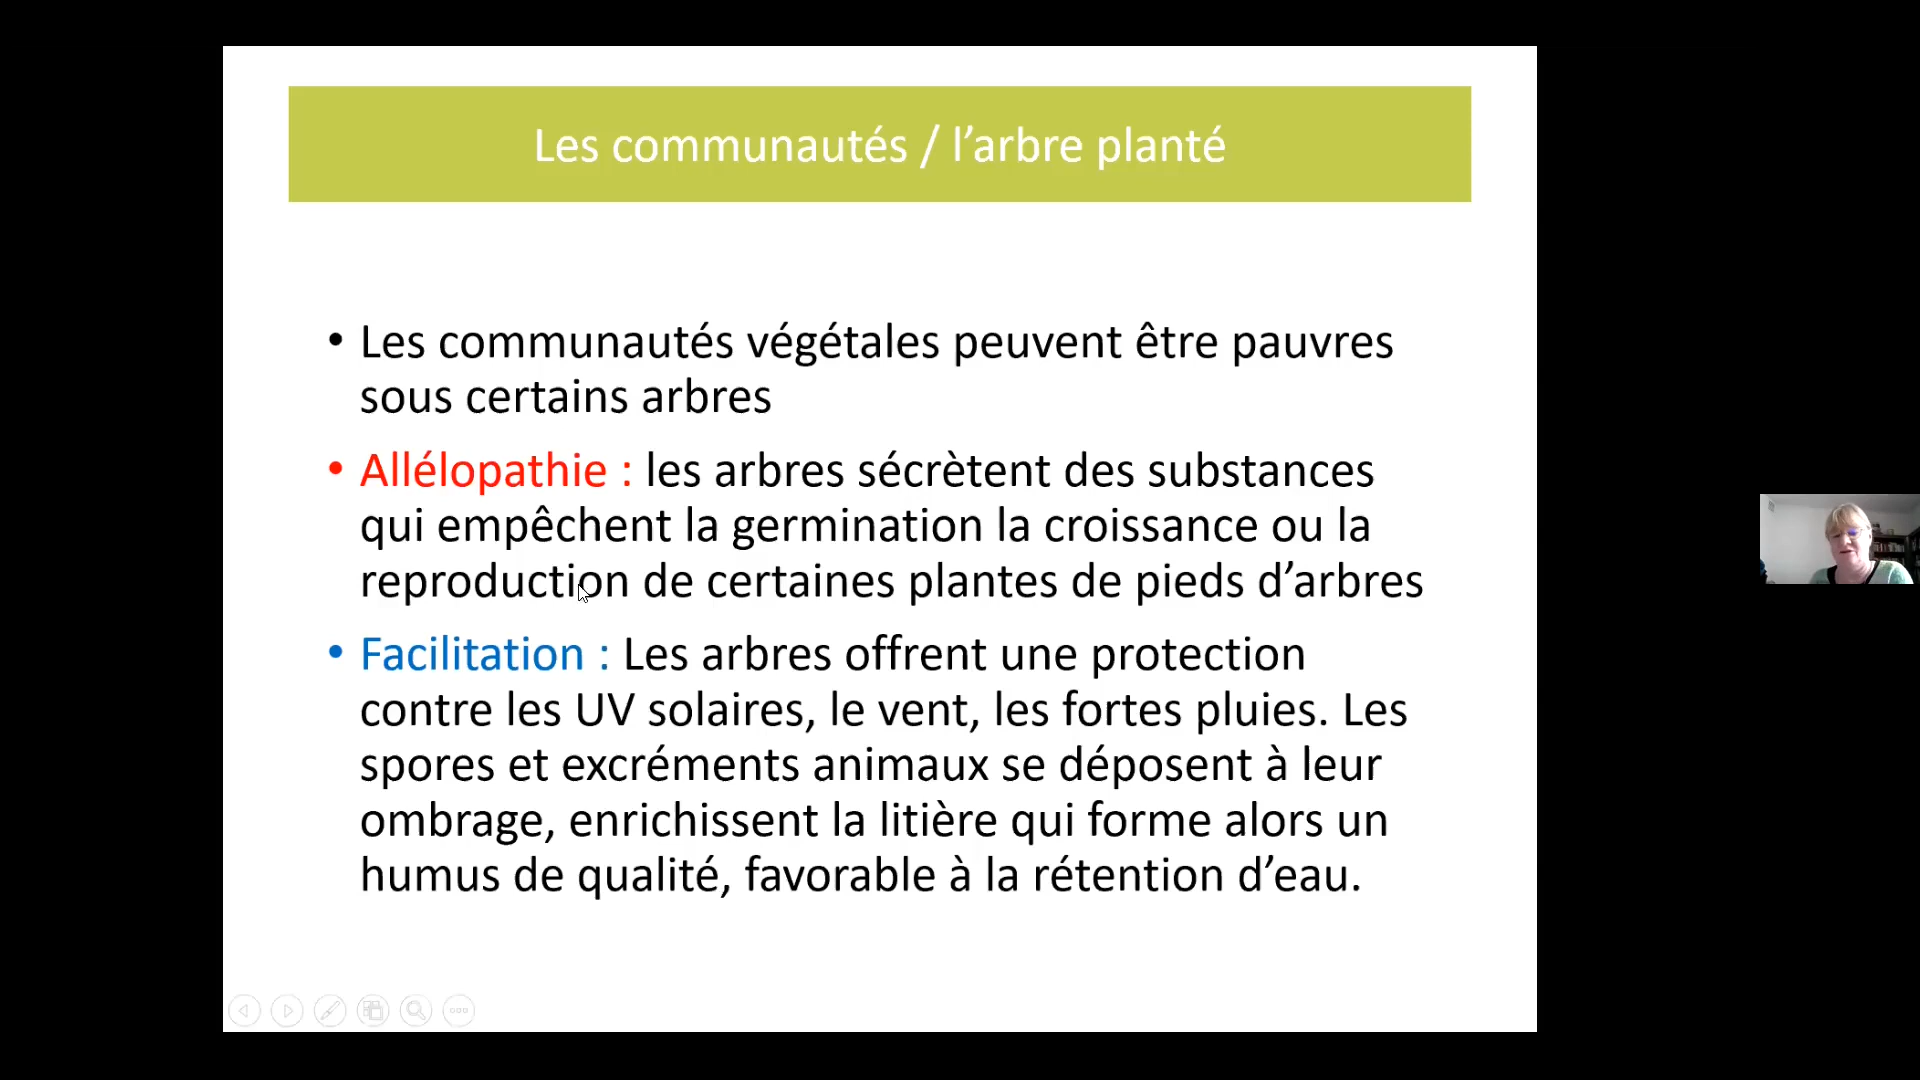 Les communautés / l’arbre planté
• Les communautés végétales peuvent être pauvres
sous certains arbres
• Allélopathie : les arbres sécrètent des substances
qui empêchent la germination la croissance ou la
reproduction de certaines plantes de pieds d’arbres
• Facilitation : Les arbres offrent une protection
contre les UV solaires, le vent, les fortes pluies. Les
spores et excréments animaux se déposent à leur
ombrage, enrichissent la litière qui forme alors un
humus de qualité, favorable à la rétention d’eau.